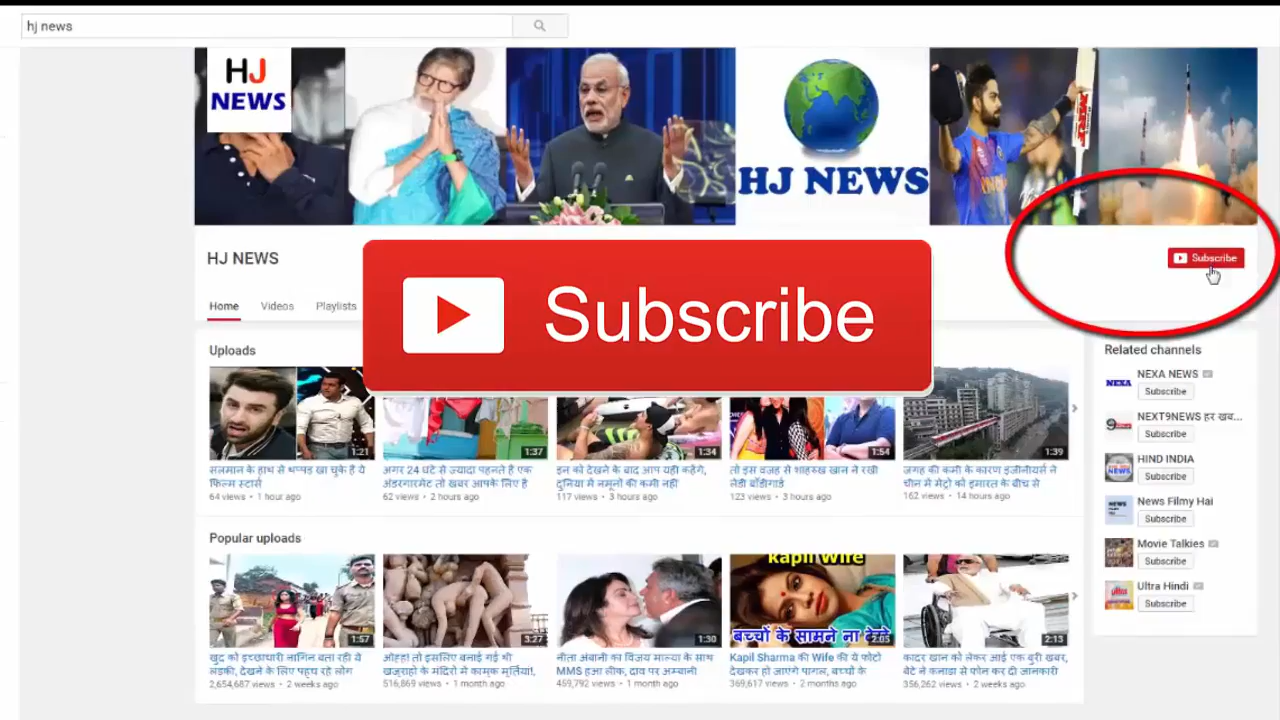 hj news
HJ
NEWS
HJ NEWS
MRF
HJ NEWS
Subscribe
Subscribe
Home Videos Playlists
Uploads
1:21
1:37
1:34
1:54
1:39
सलमान के हाथ से थप्पड़ खा चुके हैं ये
फिल्म स्टार्स
64 views • 1 hour ago
अगर 24 घंटे से ज्यादा पहनते हैं एक
अंडरगारमेंट तो खबर आपके लिए है
62 views • 2 hours ago
इन को देखने के बाद आप यही कहेंगे,
दुनिया में नमूनों की कमी नहीं
117 views • 3 hours ago
तो इस वजह से शाहरुख खान ने रखी
लेडी बॉडीगार्ड
123 views • 3 hours ago
जगह की कमी के कारण इंजीनीयर्स ने
चीन में मेट्रो को इमारत के बीच से
162 views • 14 hours ago
Popular uploads
1:57
3:27
1:30
Kapil Wife
बच्चों के सामने ना देखे
2:05
2:13
खुद को इच्छाधारी नागिन बता रही ये
लड़की, देखने के लिए पहुंच रहे लोग
2,654,687 views • 2 weeks ago
ओहह! तो इसलिए बनाई गई थी
खजुराहो के मंदिरों में कामुक मूर्तियां!,
516,869 views • 1 month ago
नीता अंबानी का विजय माल्या के साथ
MMS हुआ लीक, दाव पर अम्बानी
459,792 views • 1 month ago
Kapil Sharma की Wife की ये फोटो
देखकर हो जाएंगे पागल, बच्चों के
369,617 views • 2 months ago
कादर खान को लेकर आई एक बुरी खबर,
बेटे ने कनाडा से फोन कर दी जानकारी
356,262 views • 2 weeks ago
Related channels
NEXA NEWS
NEXA
Subscribe
NEXT9NEWS हर खब...
Subscribe
HIND INDIA
Subscribe
News Filmy Hai
Subscribe
Movie Talkies
Subscribe
Ultra Hindi
Subscribe